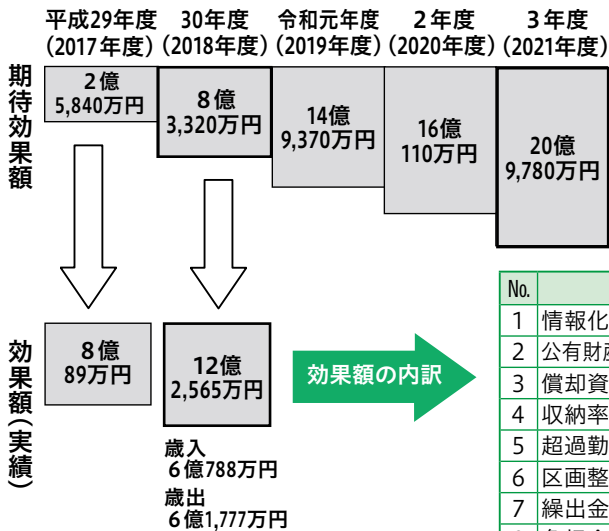 平成29年度 30年度 令和元年度 2年度 3年度
(2017年度) (2018年度) (2019年度) (2020年度) (2021年度)
期待効果額
2億
5,840万円
8億
3,320万円
14億
9,370万円
16億
110万円
20億
9,780万円
効果額(実績)
8億
89万円
12億
2,565万円
歳入
6億788万円
歳出
6億1,777万円
効果額の内訳
No.
1 情報化
2 公有財産
3 償却資
4 収納率
5 超過勤
6 区画整
7 繰出金